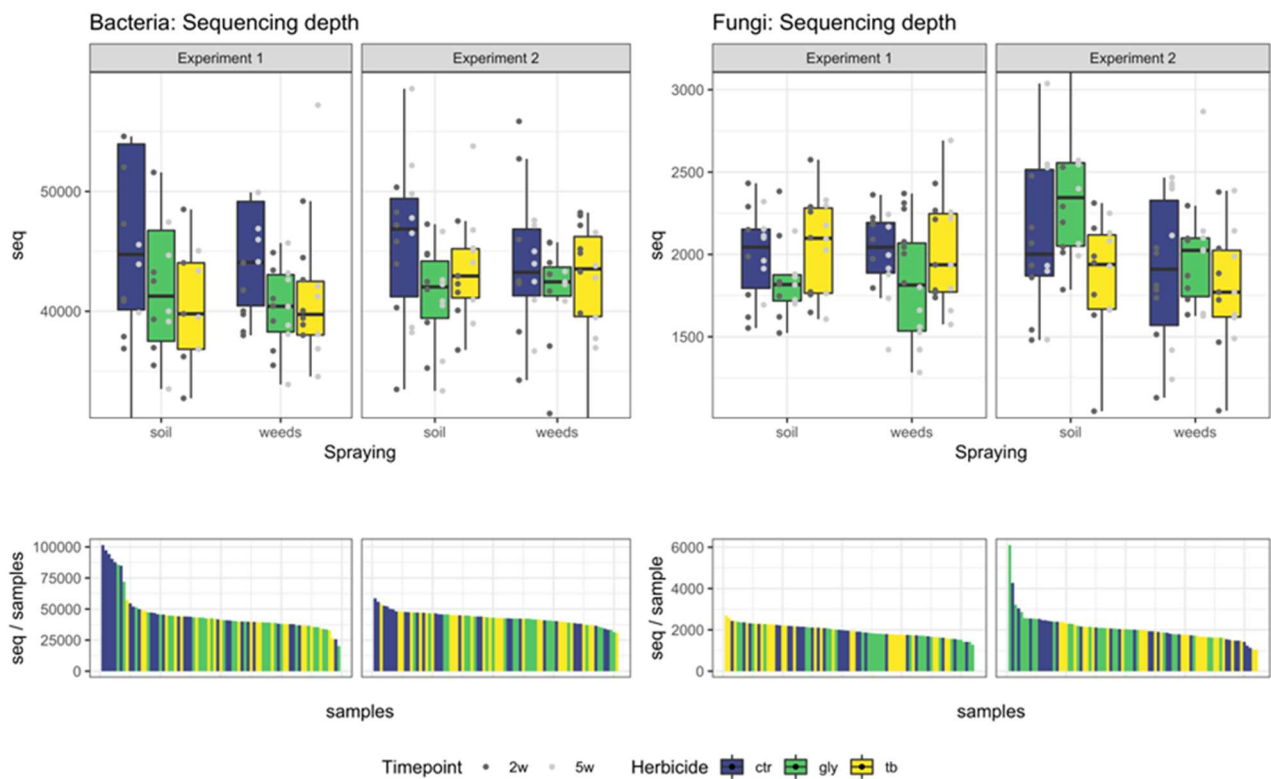 Bacteria: Sequencing depth
Experiment 1
Experiment 2
seq
50000
40000
soil
weeds
soil
weeds
Spraying
Fungi: Sequencing depth
Experiment 1
Experiment 2
seq
3000
2500
2000
1500
soil
weeds
soil
weeds
Spraying
seq / samples
100000
75000
50000
25000
0
samples
seq / sample
6000
4000
2000
0
samples
Timepoint 2w 5w Herbicide ctr gly tb